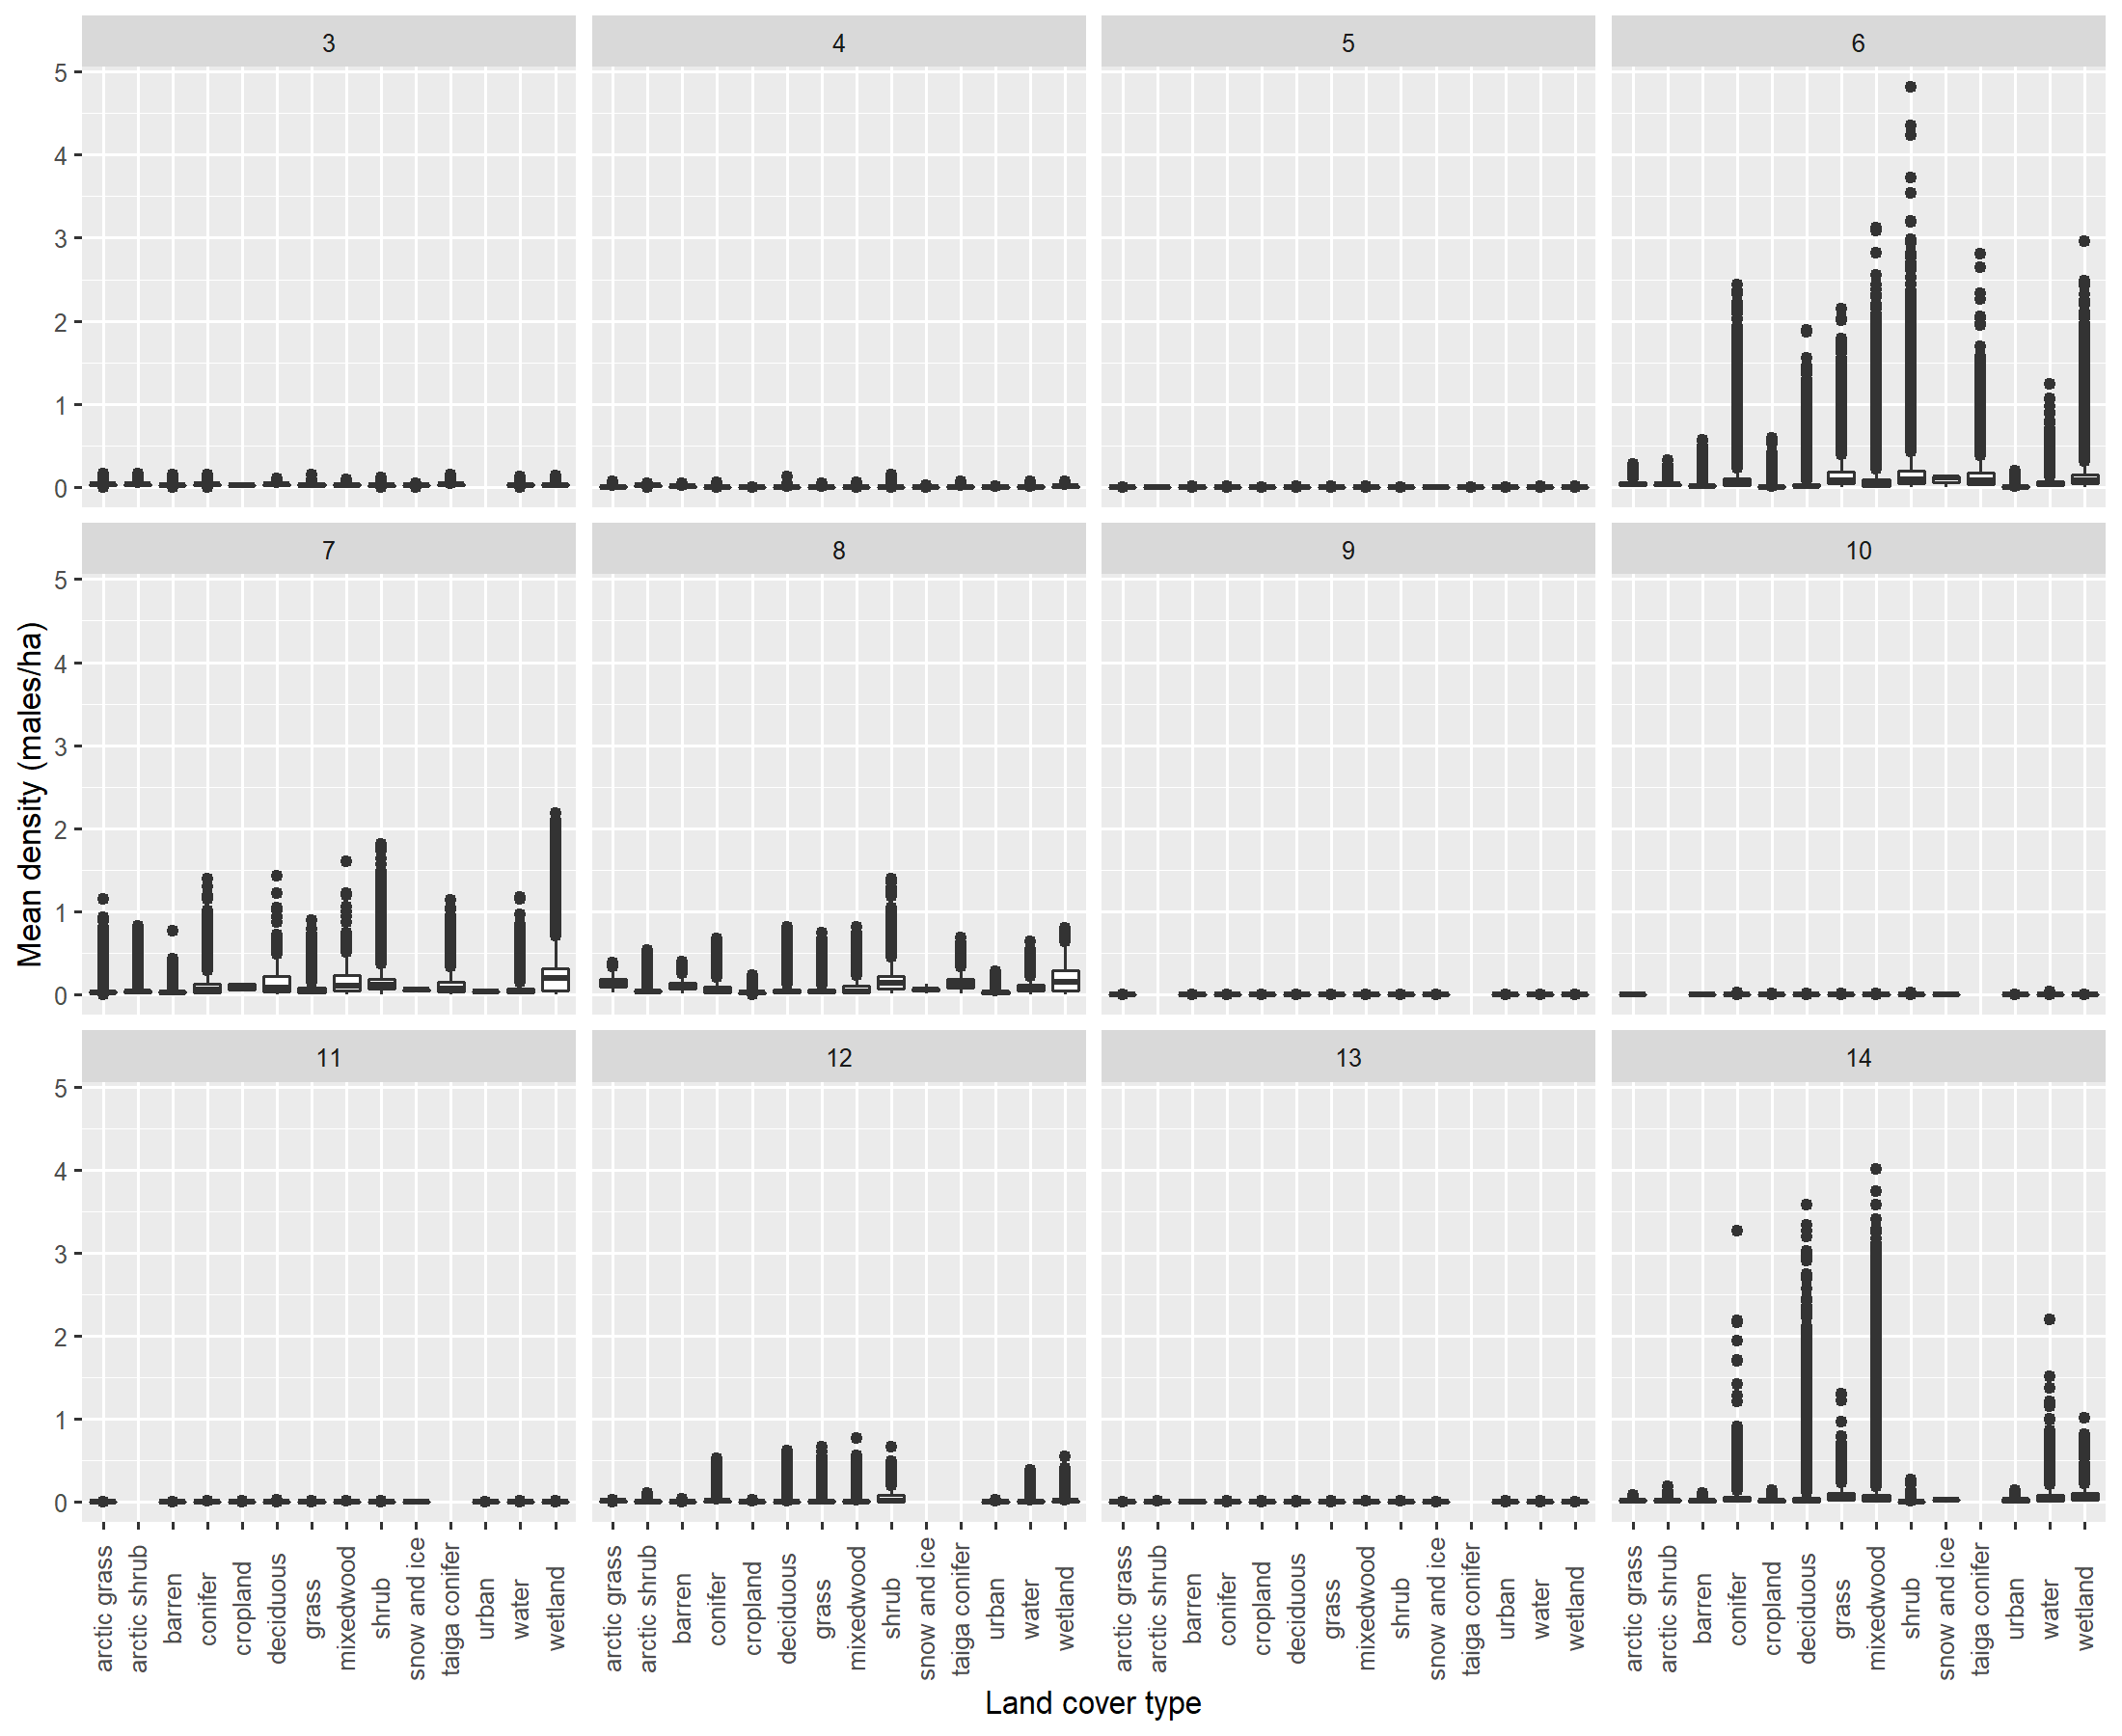 3 4 5 6
5
4
3
2
1
0
7 8 9 10
5
4
3
2
1
0
Mean density (males/ha)
11 12 13 14
5
4
3
2
1
0
arctic grass arctic shrub barren conifer cropland deciduous grass mixedwood shrub snow and ice taiga conifer urban water wetland
arctic grass arctic shrub barren conifer cropland deciduous grass mixedwood shrub snow and ice taiga conifer urban water wetland
arctic grass arctic shrub barren conifer cropland deciduous grass mixedwood shrub snow and ice taiga conifer urban water wetland
arctic grass arctic shrub barren conifer cropland deciduous grass mixedwood shrub snow and ice taiga conifer urban water wetland
Land cover type